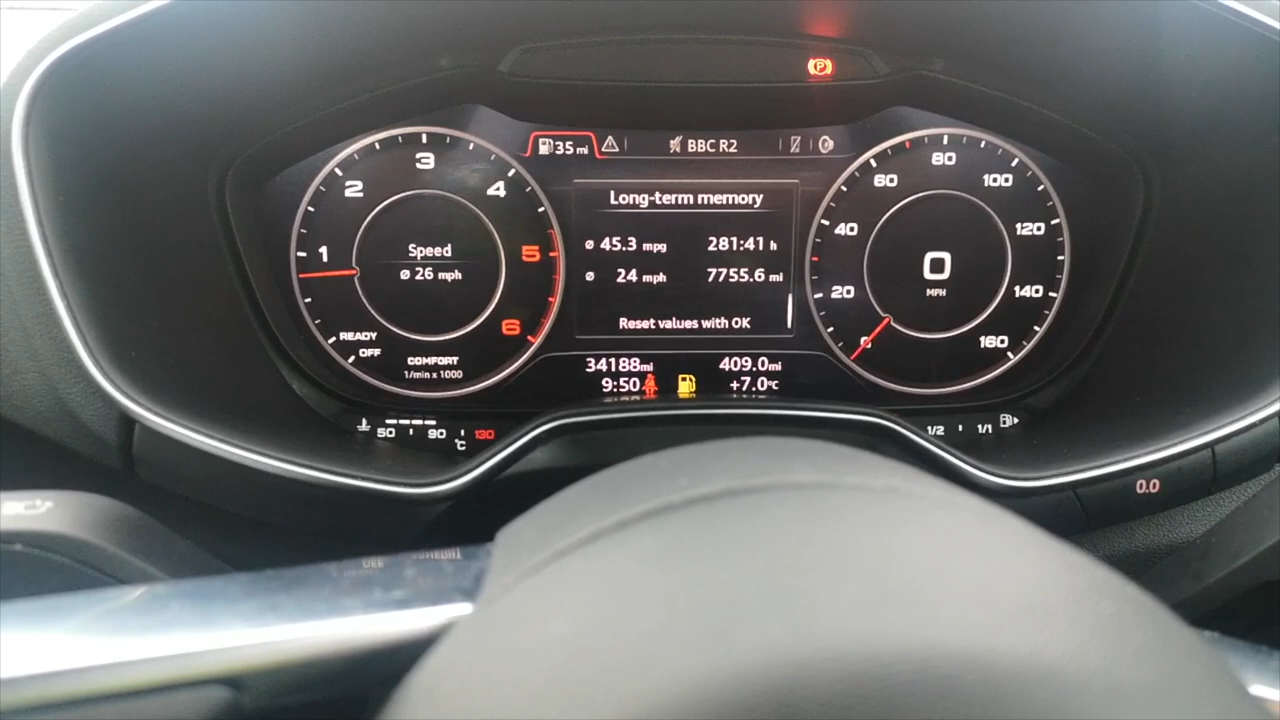 P
35 mi
BBC R2
Long-term memory
Ø 45.3 mpg 281:41 h
Ø 24 mph 7755.6 mi
Reset values with OK
34188mi 409.0mi
9:50 +7.0°C
1
2
3
4
5
6
Speed
Ø 26 mph
READY
OFF
COMFORT
1/min x 1000
0
20
40
60
80
100
120
140
160
0
MPH
50 90 130
°C
1/2 1/1
0.0